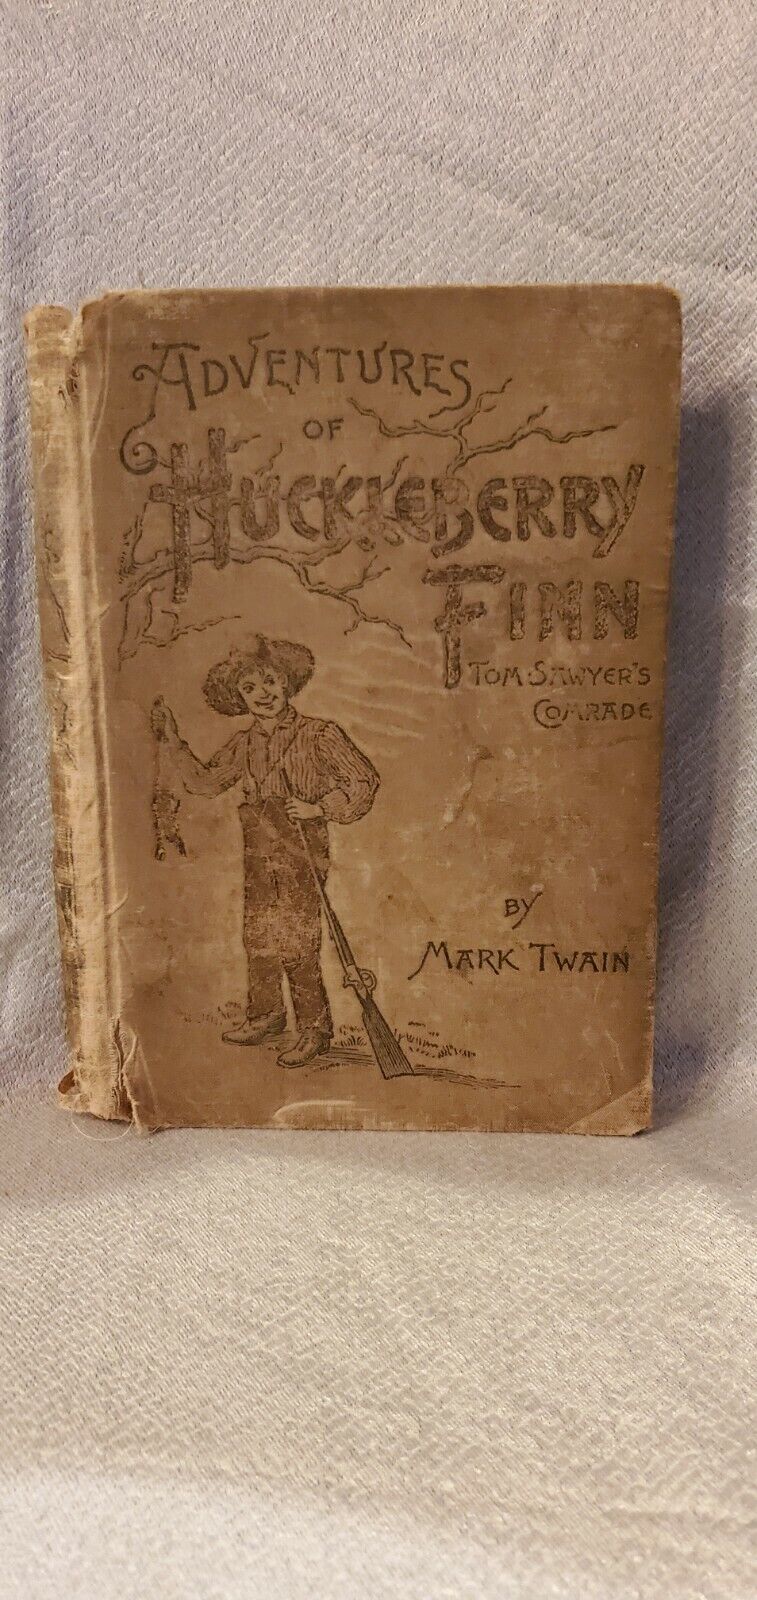 ADVENTURES
OF
HUCKLEBERRY
FINN
TOM SAWYER'S
COMRADE
BY
MARK TWAIN